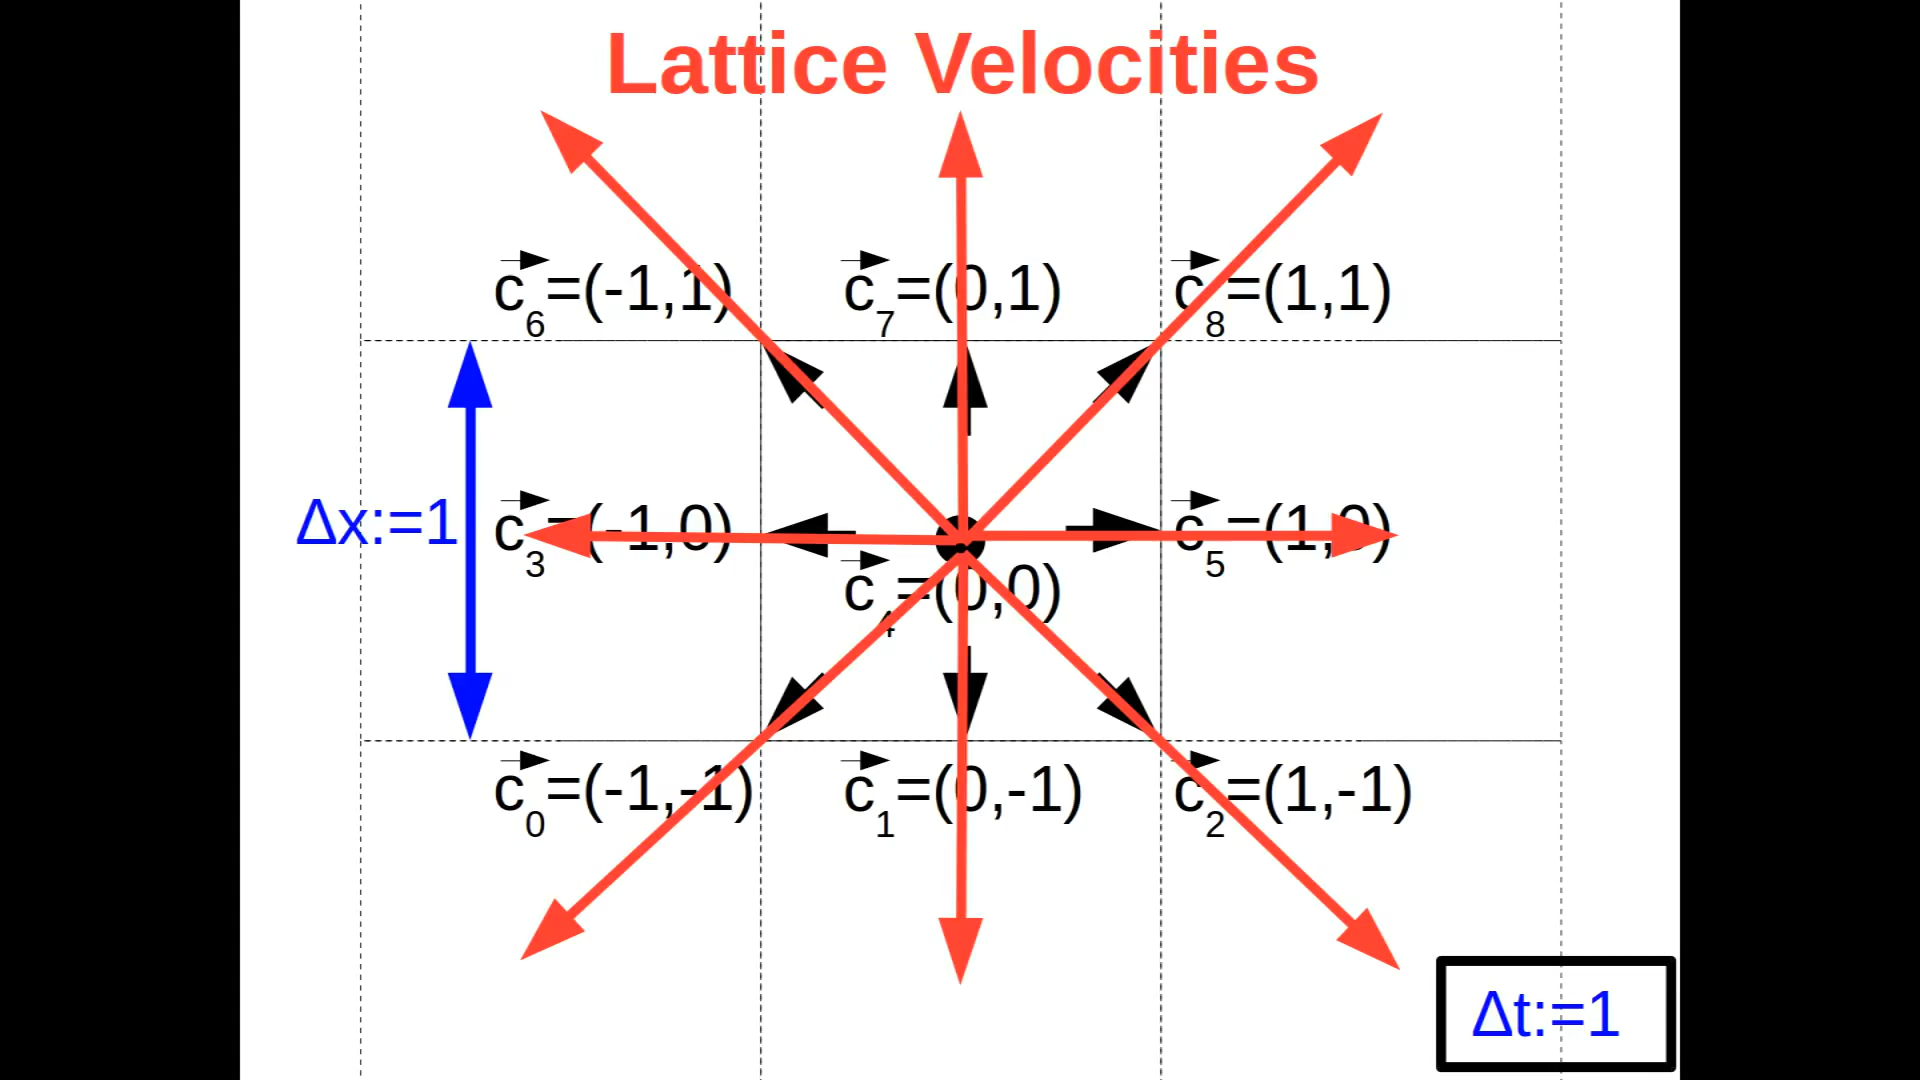 Lattice Velocities
c6=(-1,1) c7=(0,1) c8=(1,1)
Δx:=1 c3=(-1,0) c5=(1,0)
c4=(0,0)
c0=(-1,-1) c1=(0,-1) c2=(1,-1)
Δt:=1